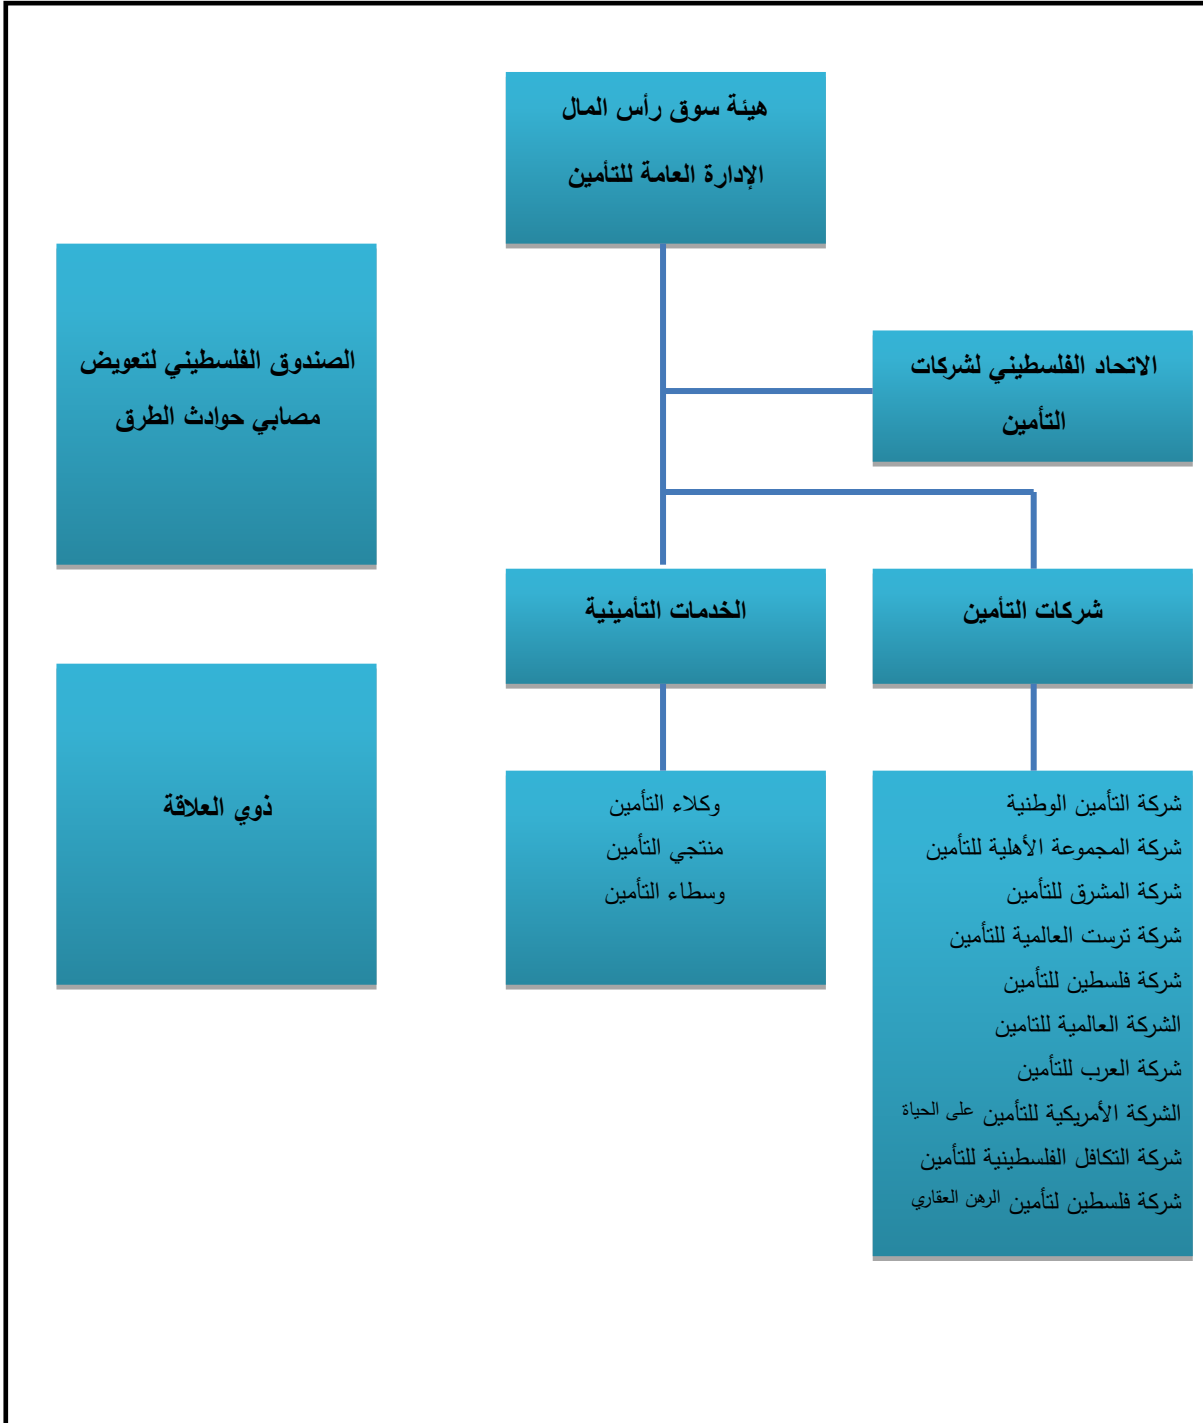 هيئة سوق رأس المال
الإدارة العامة للتأمين
الاتحاد الفلسطيني لشركات
التأمين
الصندوق الفلسطيني لتعويض
مصابي حوادث الطرق
شركات التأمين
الخدمات التأمينية
ذوي العلاقة
شركة التأمين الوطنية
شركة المجموعة الأهلية للتأمين
شركة المشرق للتأمين
شركة ترست العالمية للتأمين
شركة فلسطين للتأمين
الشركة العالمية للتامين
شركة العرب للتأمين
الشركة الأمريكية للتأمين على الحياة
شركة التكافل الفلسطينية للتأمين
شركة فلسطين لتأمين الرهن العقاري
وكلاء التأمين
منتجي التأمين
وسطاء التأمين